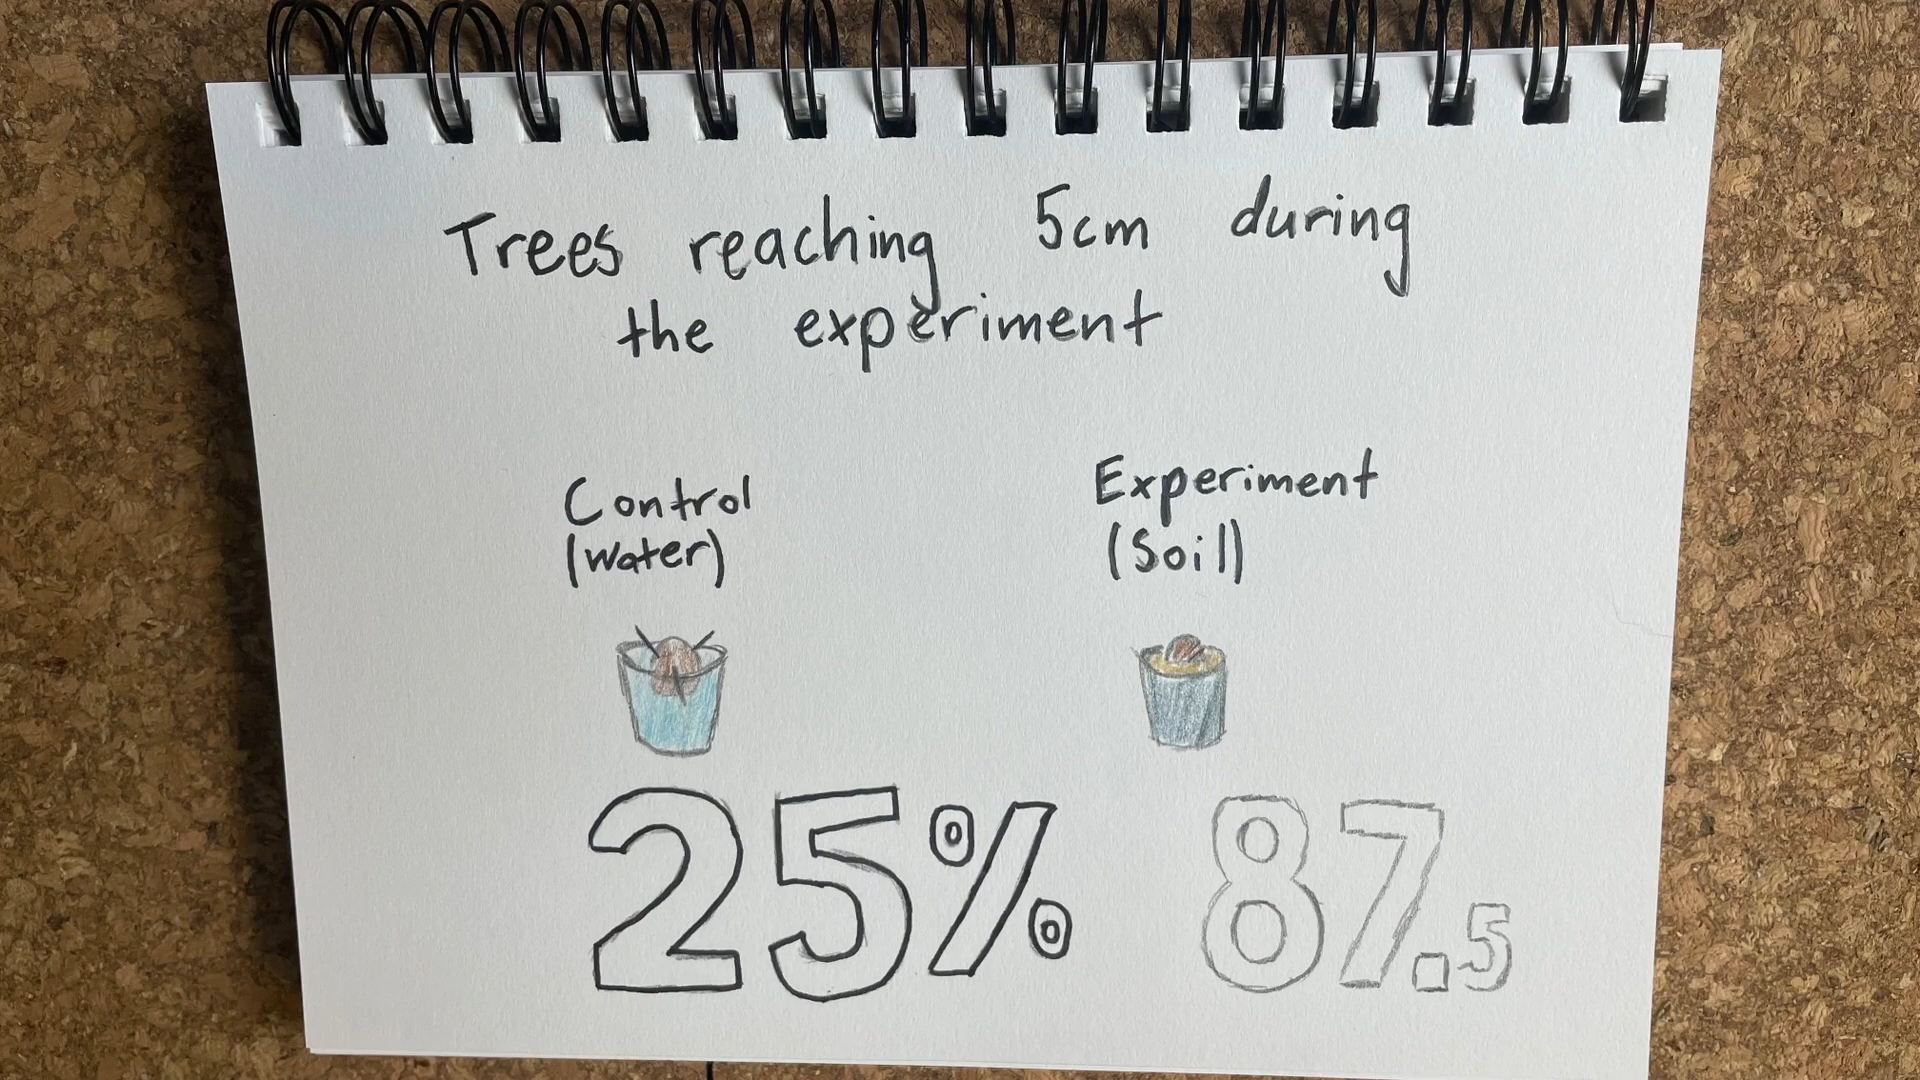 Trees reaching 5cm during
the experiment
Control
(water)
Experiment
(Soil)
25%
87.5